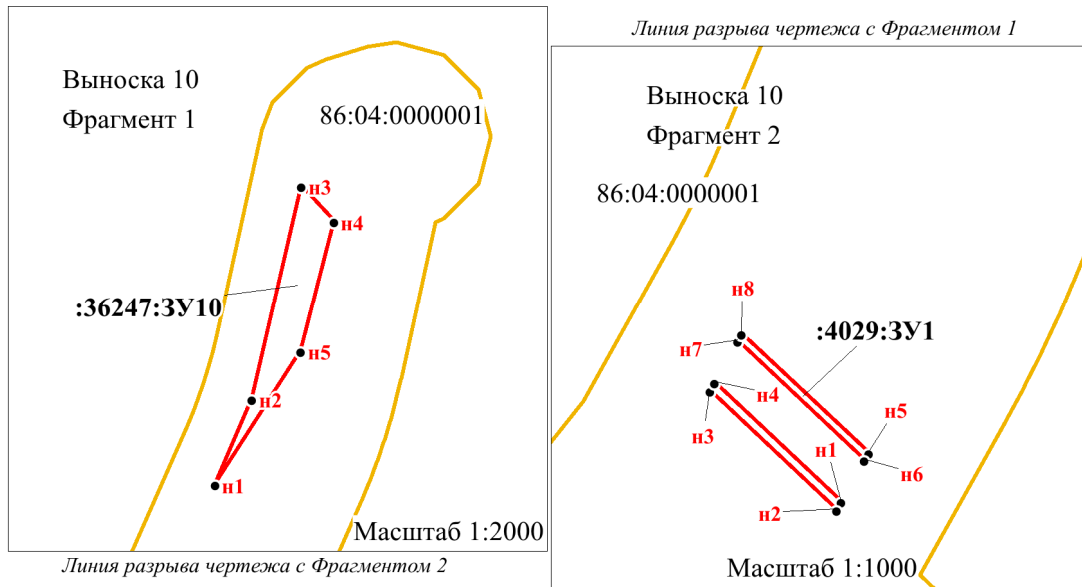 Выноска 10
Фрагмент 1
86:04:0000001
н3
н4
:36247:ЗУ10
н5
н2
н1
Масштаб 1:2000
Линия разрыва чертежа с Фрагментом 2
Линия разрыва чертежа с Фрагментом 1
Выноска 10
Фрагмент 2
86:04:0000001
н8
:4029:ЗУ1
н7
н4
н3
н5
н1
н6
н2
Масштаб 1:1000